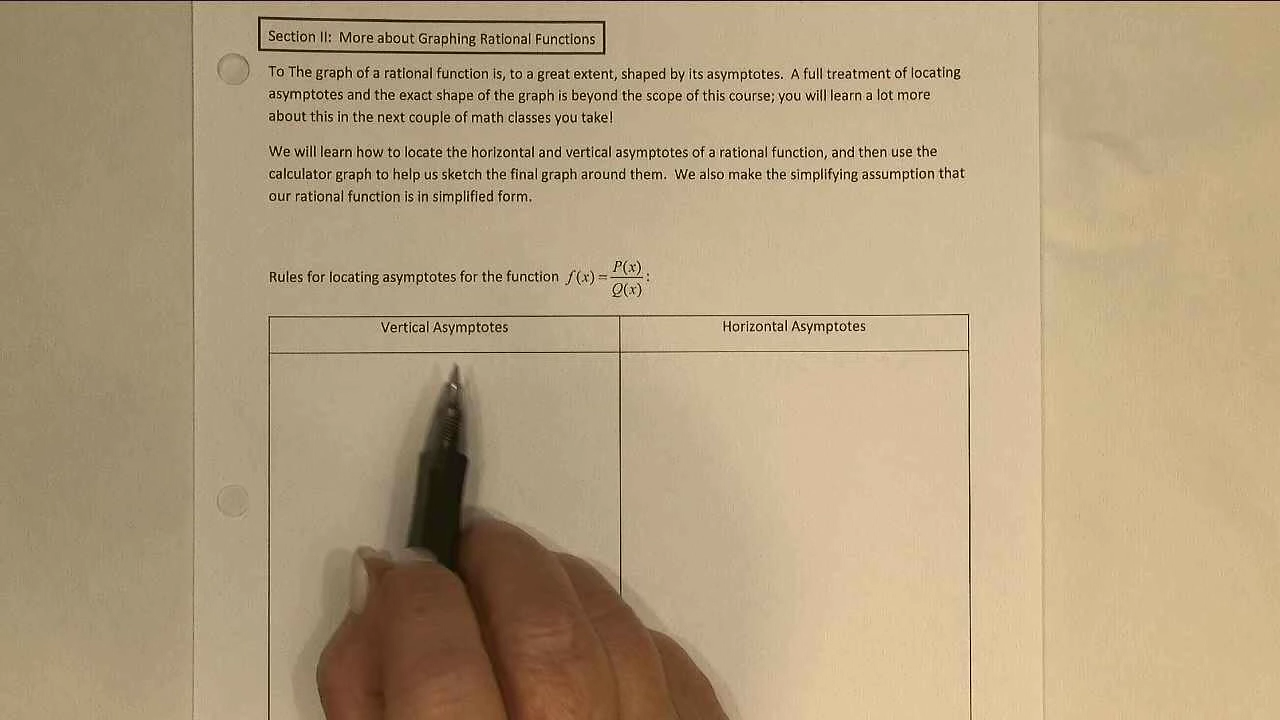 Section II: More about Graphing Rational Functions
To The graph of a rational function is, to a great extent, shaped by its asymptotes. A full treatment of locating
asymptotes and the exact shape of the graph is beyond the scope of this course; you will learn a lot more
about this in the next couple of math classes you take!
We will learn how to locate the horizontal and vertical asymptotes of a rational function, and then use the
calculator graph to help us sketch the final graph around them. We also make the simplifying assumption that
our rational function is in simplified form.
Rules for locating asymptotes for the function f(x) = P(x)/Q(x):
Vertical Asymptotes
Horizontal Asymptotes